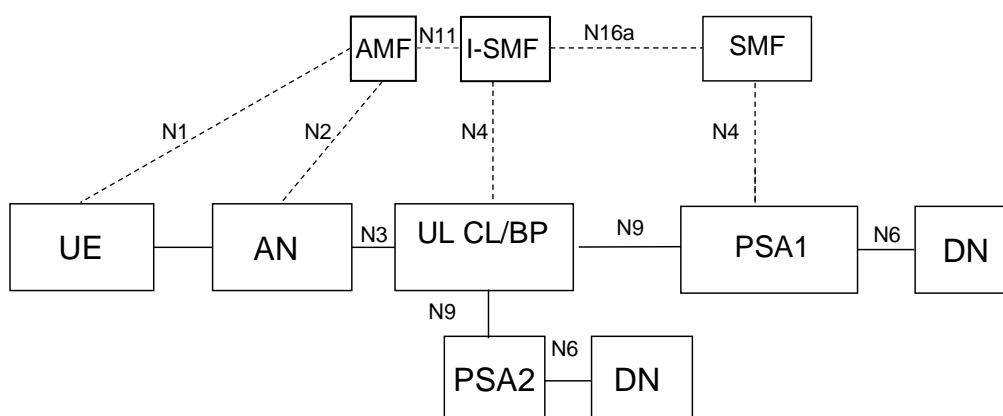 N11
N16a
AMF
I-SMF
SMF
N1
N2
N4
N4
UE
AN
N3
UL CL/BP
N9
PSA1
N6
DN
N9
PSA2
N6
DN